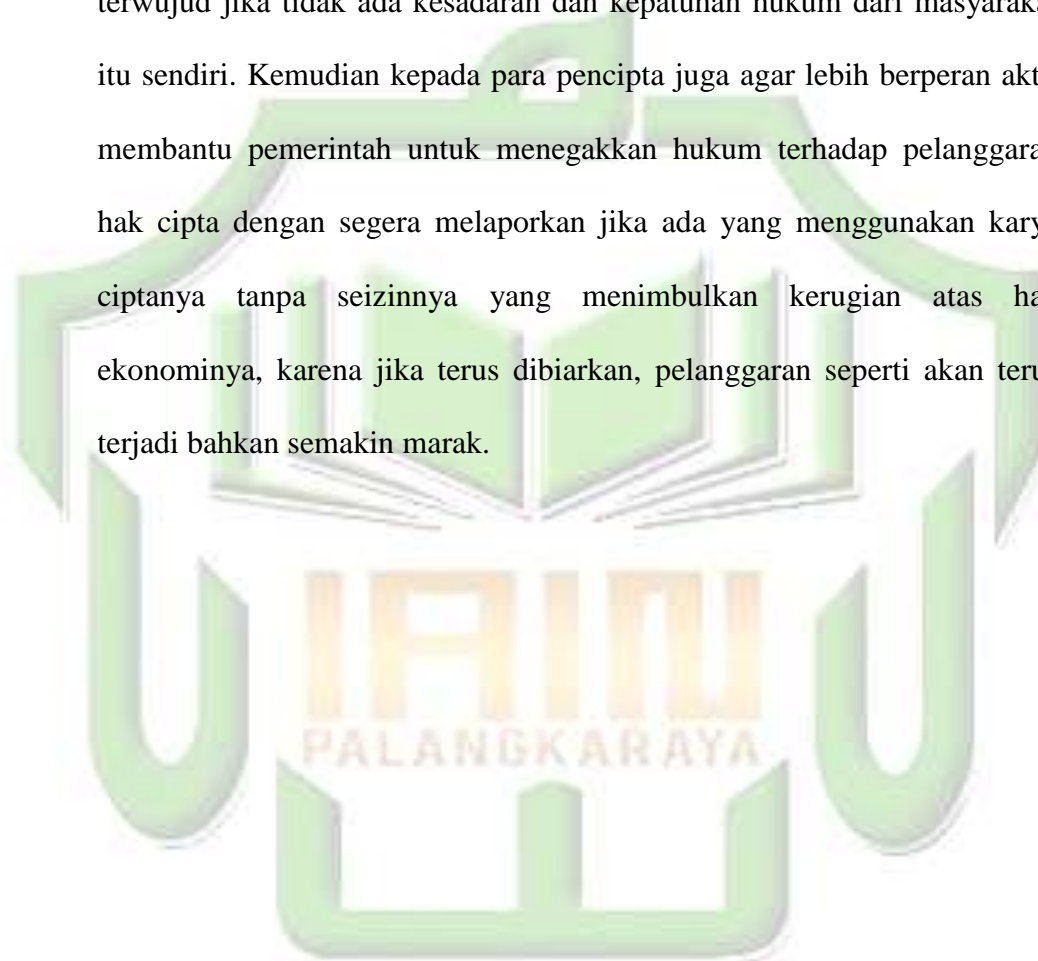 terwujud jika tidak ada kesadaran dan kepatuhan hukum dari masyaraka
itu sendiri. Kemudian kepada para pencipta juga agar lebih berperan akt
membantu pemerintah untuk menegakkan hukum terhadap pelanggara
hak cipta dengan segera melaporkan jika ada yang menggunakan kary
ciptanya tanpa seizinnya yang menimbulkan kerugian atas ha
ekonominya, karena jika terus dibiarkan, pelanggaran seperti akan teru
terjadi bahkan semakin marak.
IAIN
PALANGKARAYA